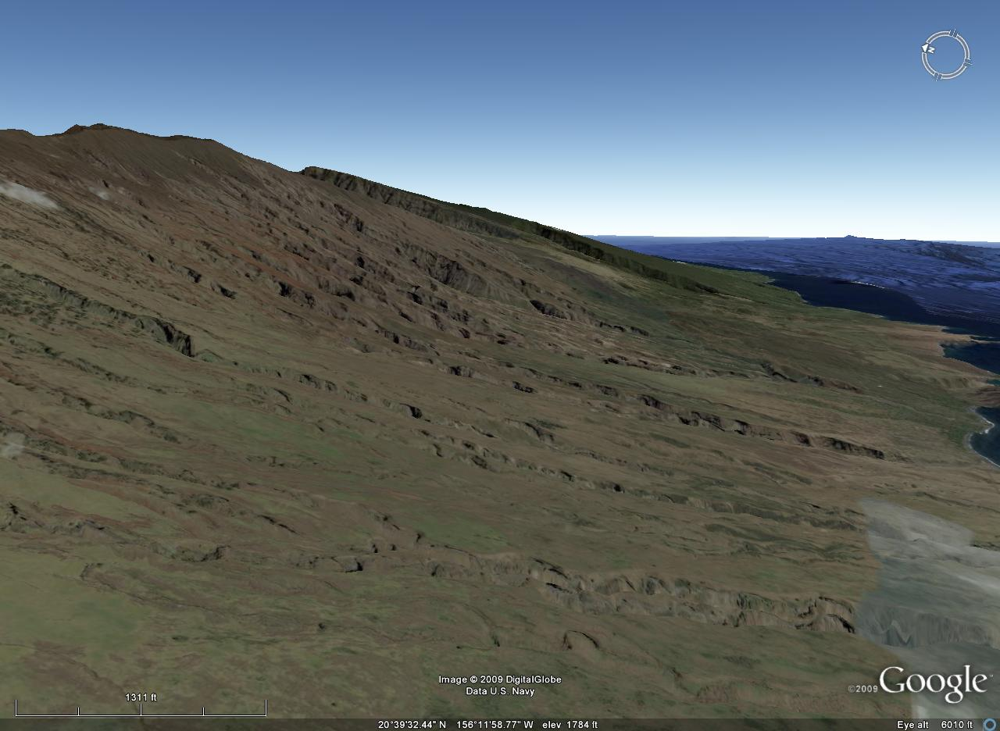 N
1311 ft
Image © 2009 DigitalGlobe
Data U.S. Navy
©2009 Google
20°39'32.44" N 156°11'58.77" W elev 1784 ft
Eye alt 6010 ft